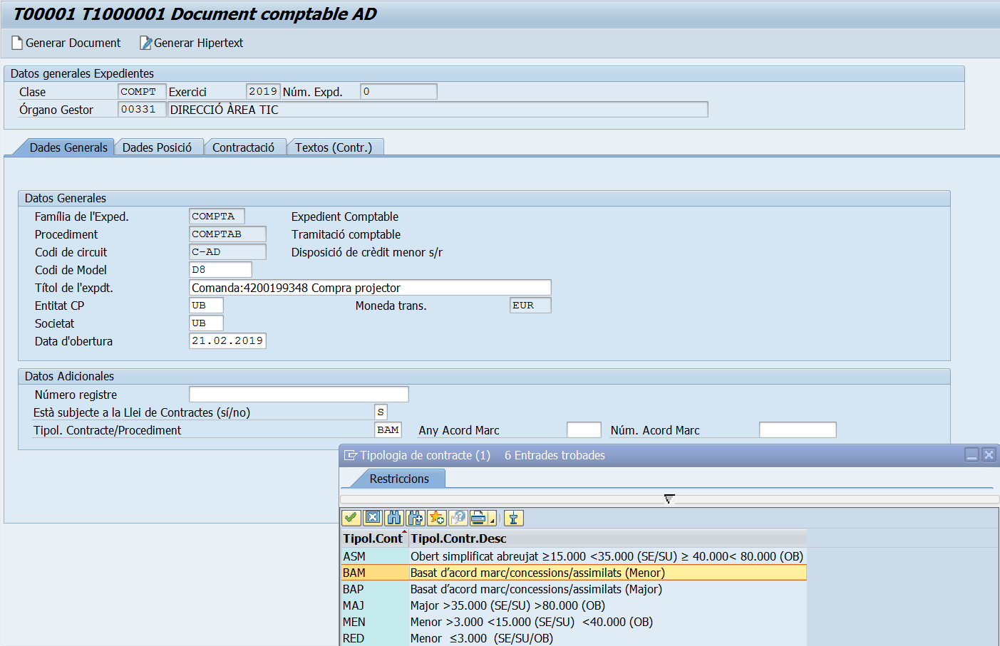 T00001 T1000001 Document comptable AD
Generar Document Generar Hipertext
Datos generales Expedientes
Clase COMPT Exercici 2019 Núm. Expd. 0
Órgano Gestor 00331 DIRECCIÓ ÀREA TIC
Dades Generals Dades Posició Contractació Textos (Contr.)
Datos Generales
Família de l'Exped. COMPTA Expedient Comptable
Procediment COMPTAB Tramitació comptable
Codi de circuit C-AD Disposició de crèdit menor s/r
Codi de Model D8
Títol de l'expdt. Comanda:4200199348 Compra projector
Entitat CP UB Moneda trans. EUR
Societat UB
Data d'obertura 21.02.2019
Datos Adicionales
Número registre
Està subjecte a la Llei de Contractes (sí/no) S
Tipol. Contracte/Procediment BAM Any Acord Marc Núm. Acord Marc
Tipologia de contracte (1) 6 Entrades trobades
Restriccions
Tipol.Cont Tipol.Contr.Desc
ASM Obert simplificat abreujat ≥15.000 <35.000 (SE/SU) ≥ 40.000< 80.000 (OB)
BAM Basat d’acord marc/concessions/assimilats (Menor)
BAP Basat d’acord marc/concessions/assimilats (Major)
MAJ Major >35.000 (SE/SU) >80.000 (OB)
MEN Menor >3.000 <15.000 (SE/SU) <40.000 (OB)
RED Menor ≤3.000 (SE/SU/OB)